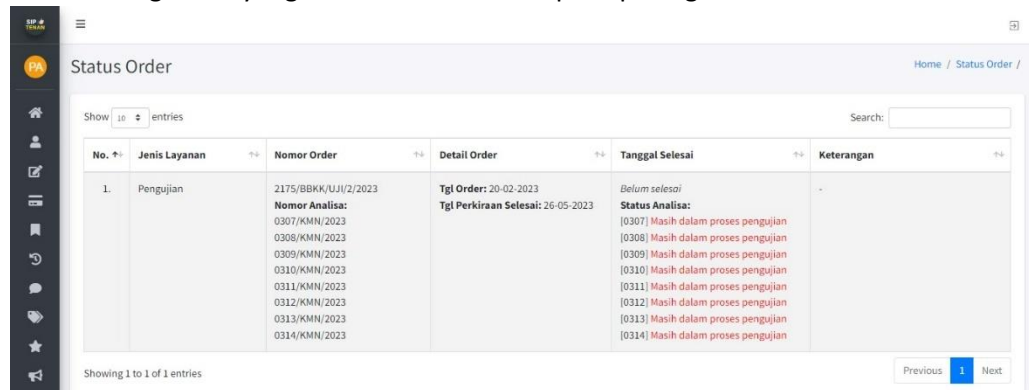 SIP
TENAN
PA
Status Order
Home / Status Order /
Show 10 entries
Search:
No. Jenis Layanan Nomor Order Detail Order Tanggal Selesai Keterangan
1. Pengujian 2175/BBKK/UJI/2/2023 Tgl Order: 20-02-2023 Belum selesai -
Nomor Analisa: Tgl Perkiraan Selesai: 26-05-2023 Status Analisa:
0307/KMN/2023 [0307] Masih dalam proses pengujian
0308/KMN/2023 [0308] Masih dalam proses pengujian
0309/KMN/2023 [0309] Masih dalam proses pengujian
0310/KMN/2023 [0310] Masih dalam proses pengujian
0311/KMN/2023 [0311] Masih dalam proses pengujian
0312/KMN/2023 [0312] Masih dalam proses pengujian
0313/KMN/2023 [0313] Masih dalam proses pengujian
0314/KMN/2023 [0314] Masih dalam proses pengujian
Showing 1 to 1 of 1 entries
Previous 1 Next